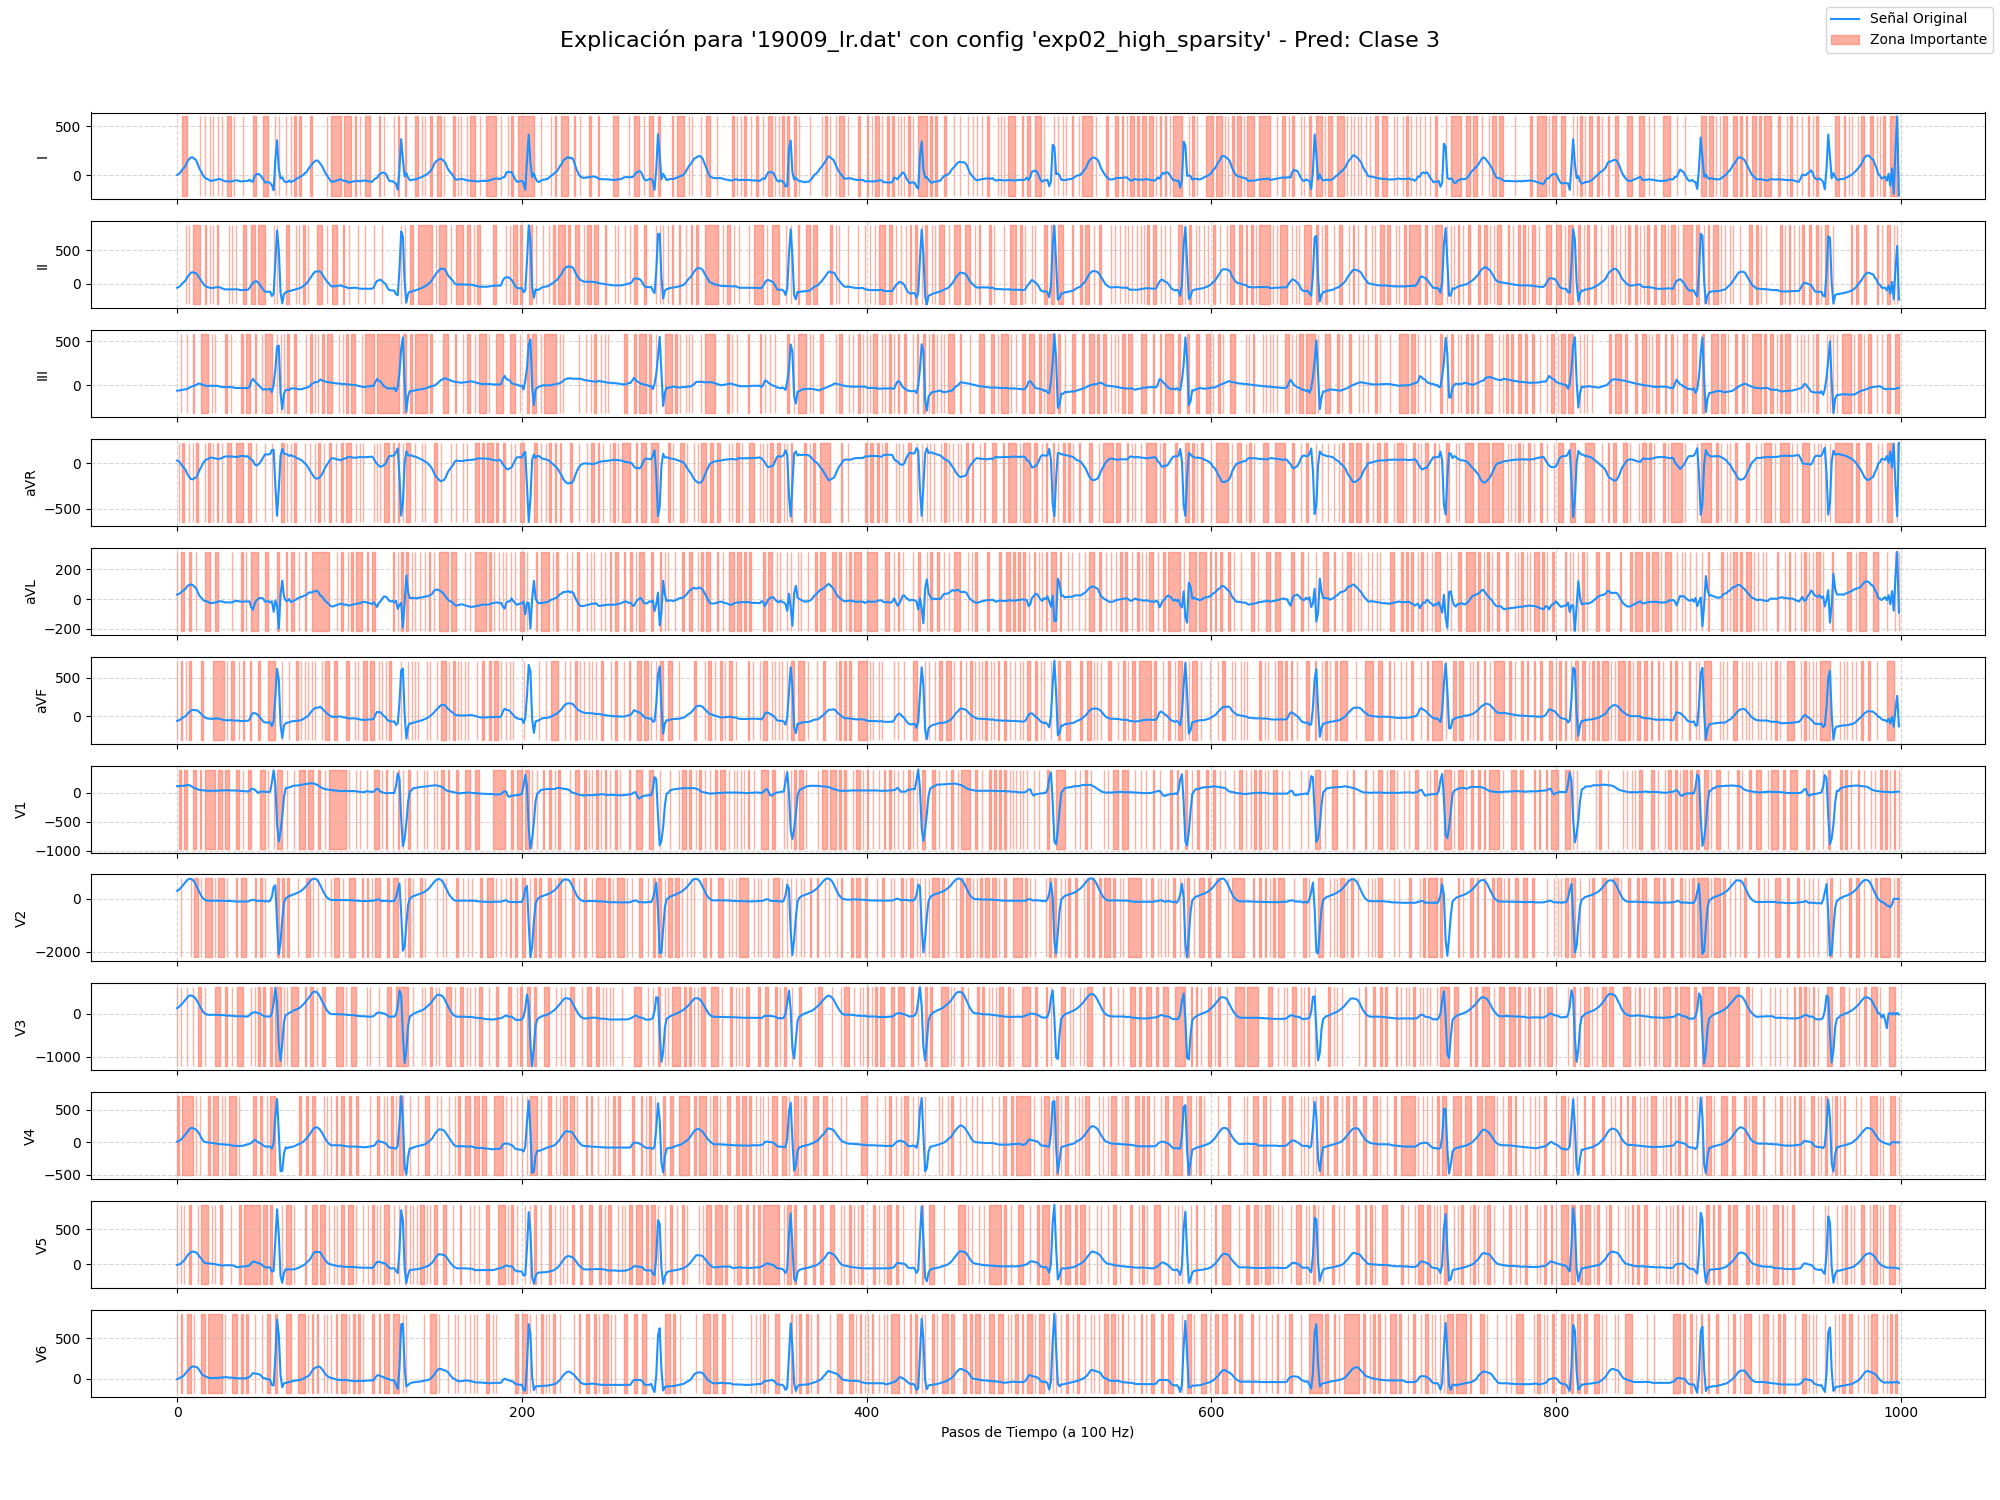 Señal Original
Zona Importante
Explicación para '19009_lr.dat' con config 'exp02_high_sparsity' - Pred: Clase 3
500
0
I
500
0
II
500
0
III
0
−500
aVR
200
0
−200
aVL
500
0
aVF
0
−500
−1000
V1
0
−2000
V2
0
−1000
V3
500
0
−500
V4
500
0
V5
500
0
V6
0
200
400
600
800
1000
Pasos de Tiempo (a 100 Hz)